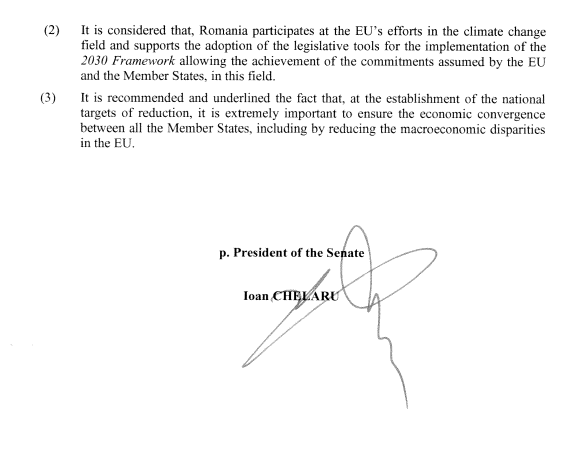 (2) It is considered that, Romania participates at the EU's efforts in the climate change
field and supports the adoption of the legislative tools for the implementation of the
2030 Framework allowing the achievement of the commitments assumed by the EU
and the Member States, in this field.
(3) It is recommended and underlined the fact that, at the establishment of the national
targets of reduction, it is extremely important to ensure the economic convergence
between all the Member States, including by reducing the macroeconomic disparities
in the EU.
p. President of the Senate
Ioan CHELARU